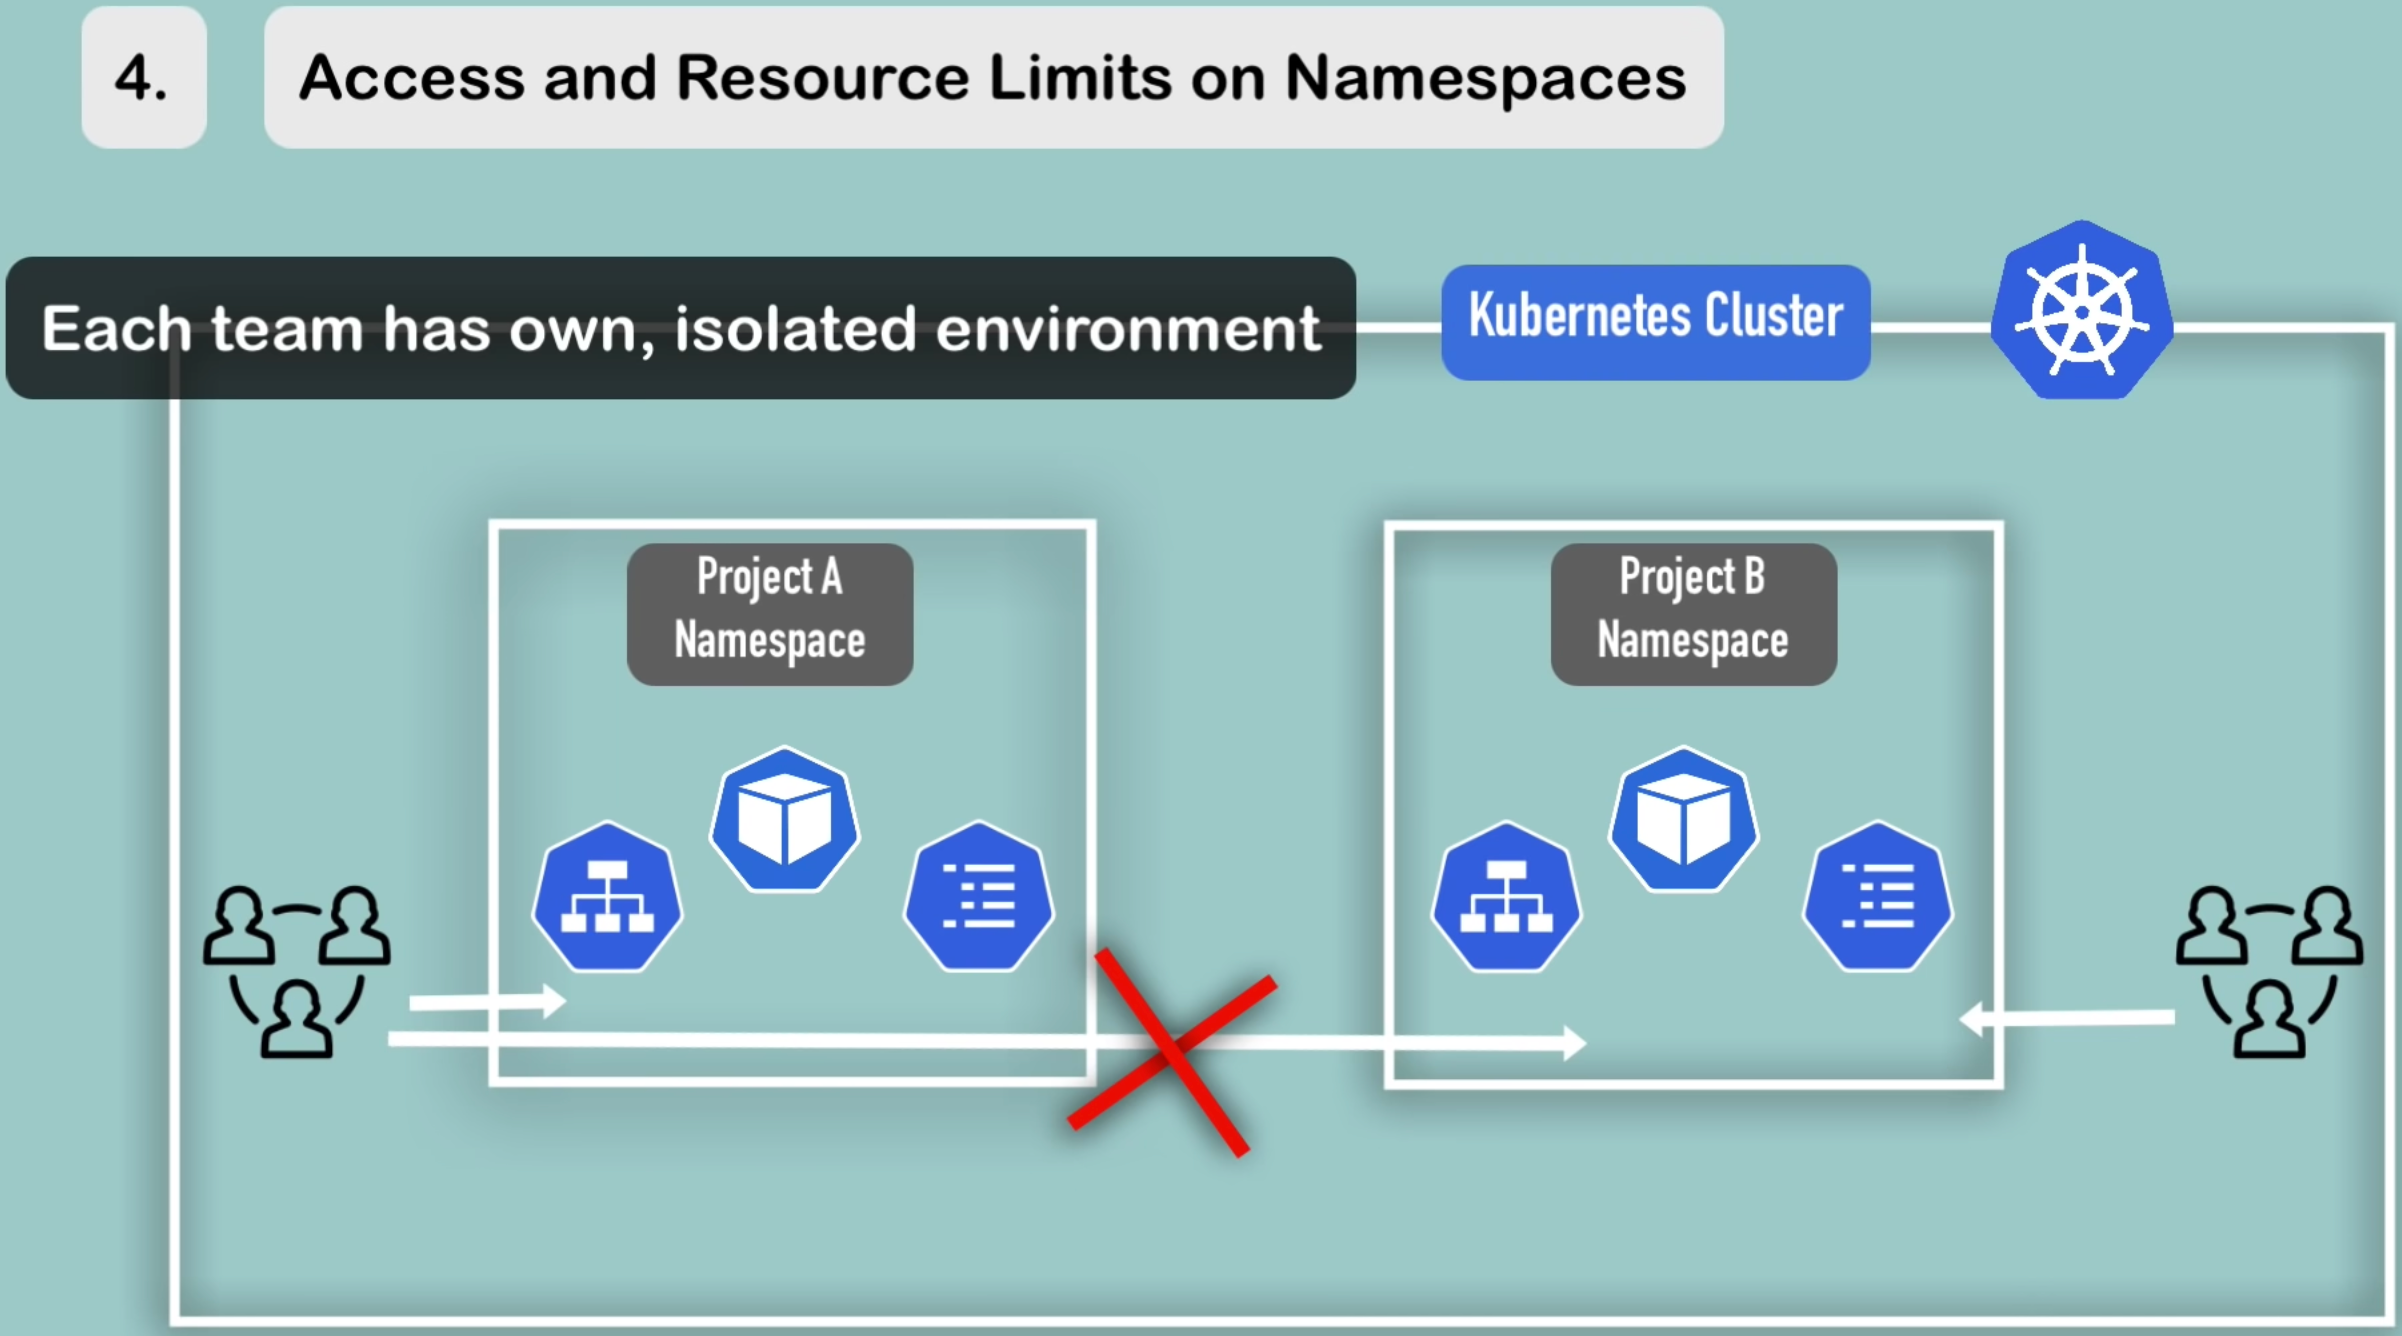 4.
Access and Resource Limits on Namespaces
Each team has own, isolated environment
Kubernetes Cluster
Project A
Namespace
Project B
Namespace